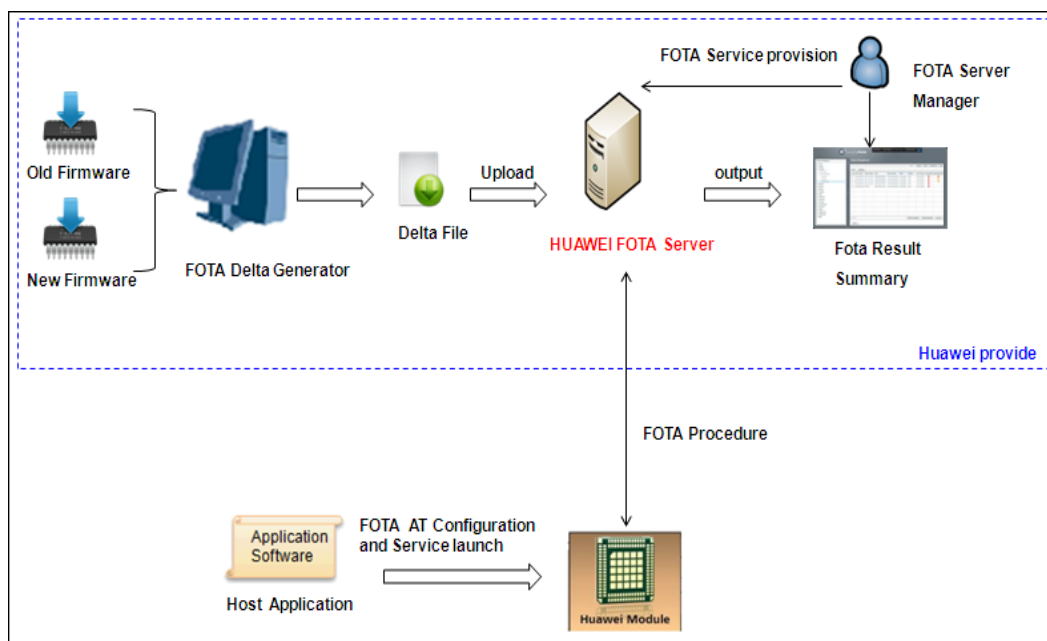 FOTA Service provision
FOTA Server
Manager
Old Firmware
New Firmware
FOTA Delta Generator
Delta File
Upload
HUAWEI FOTA Server
output
Fota Result
Summary
Huawei provide
FOTA Procedure
Application
Software
Host Application
FOTA AT Configuration
and Service launch
Huawei Module